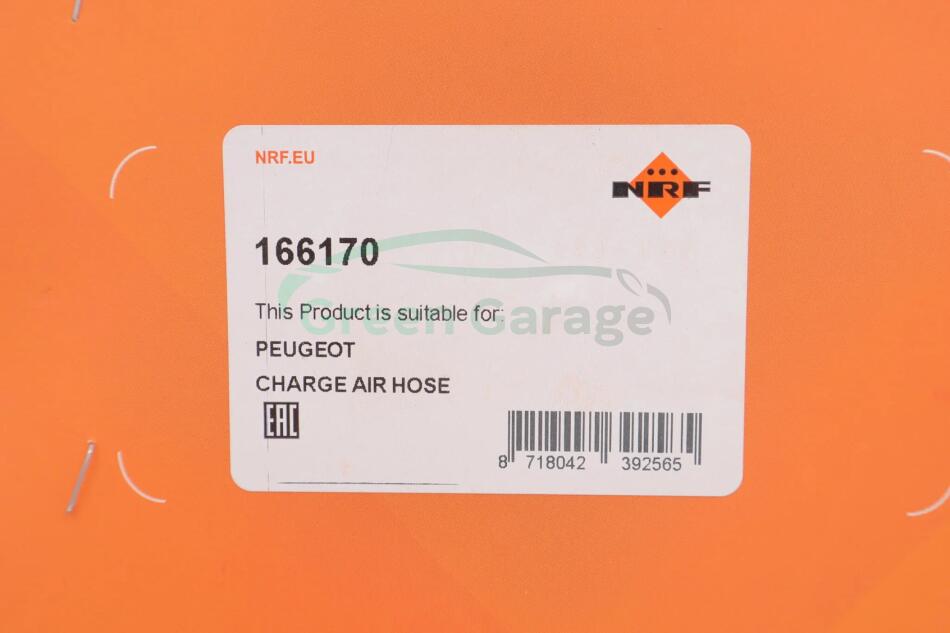 NRF.EU
NRF
166170
This Product is suitable for:
Green Garage
PEUGEOT
CHARGE AIR HOSE
EAC
8 718042 392565